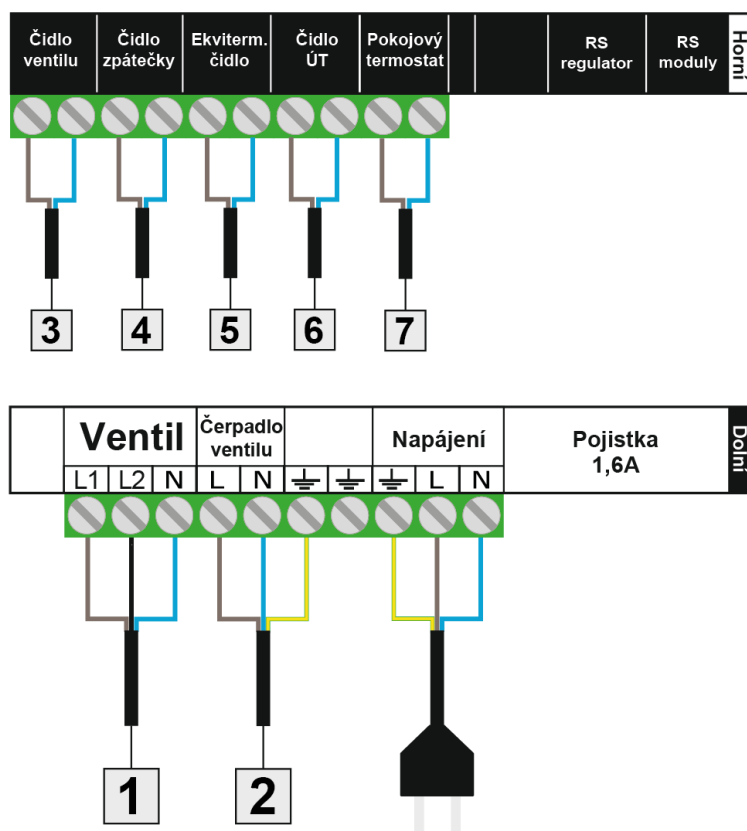 Čidlo ventilu
Čidlo zpátečky
Ekviterm. čidlo
Čidlo ÚT
Pokojový termostat
RS regulator
RS moduly
Horní
3
4
5
6
7
Ventil
Čerpadlo ventilu
Napájení
Pojistka 1,6A
Dolní
L1 L2 N L N L N
1
2